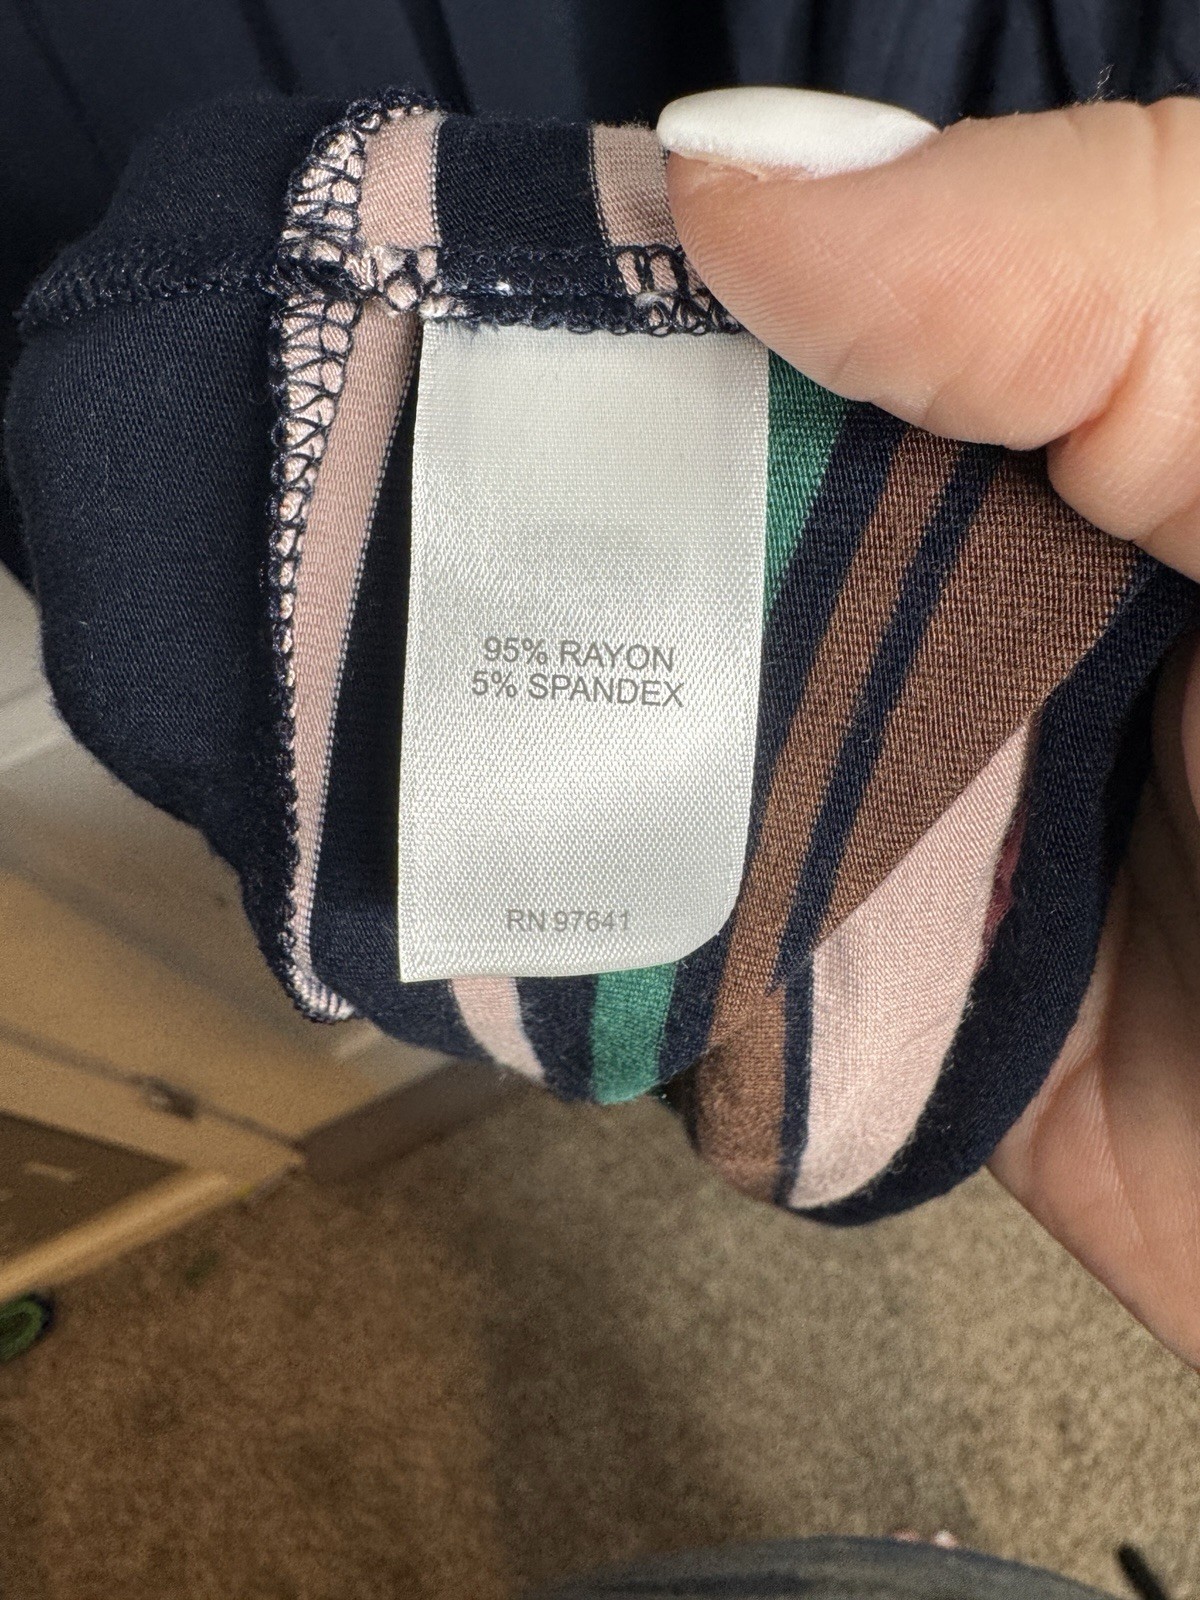 95% RAYON
5% SPANDEX
RN 97641